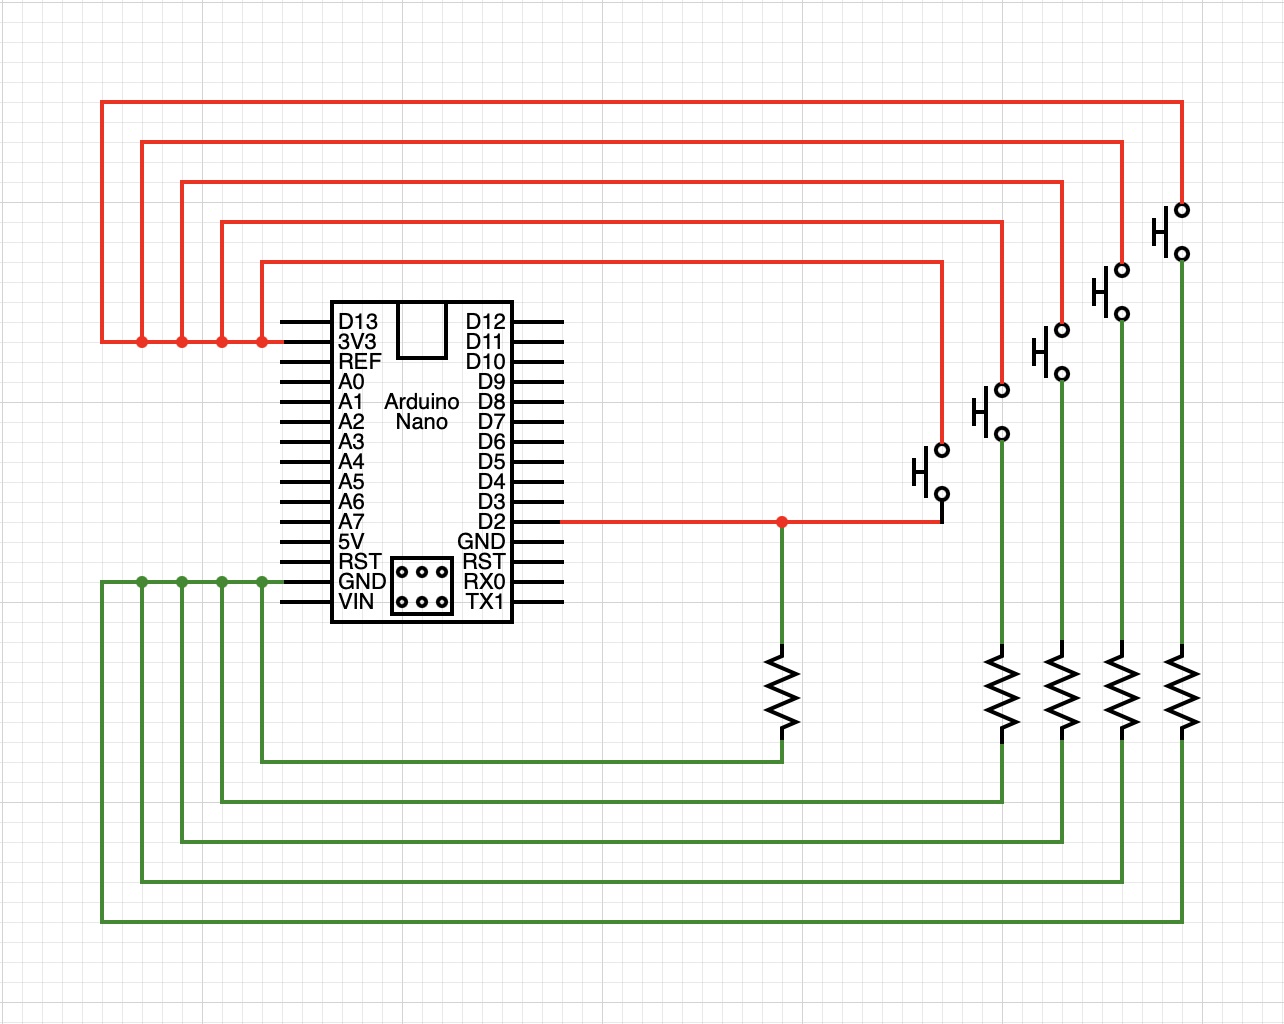 D13 D12
3V3 D11
REF D10
A0 D9
A1 Arduino D8
A2 Nano D7
A3 D6
A4 D5
A5 D4
A6 D3
A7 D2
5V GND
RST RST
GND RX0
VIN TX1